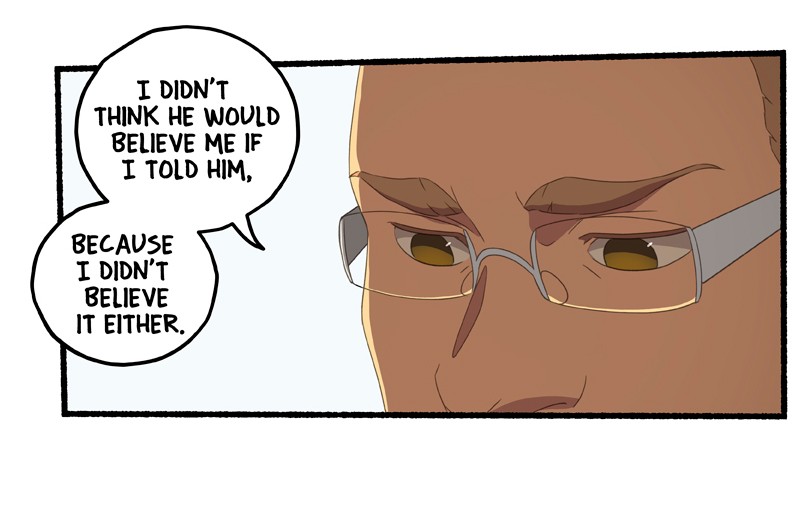 I DIDN'T
THINK HE WOULD
BELIEVE ME IF
I TOLD HIM,
BECAUSE
I DIDN'T
BELIEVE
IT EITHER.